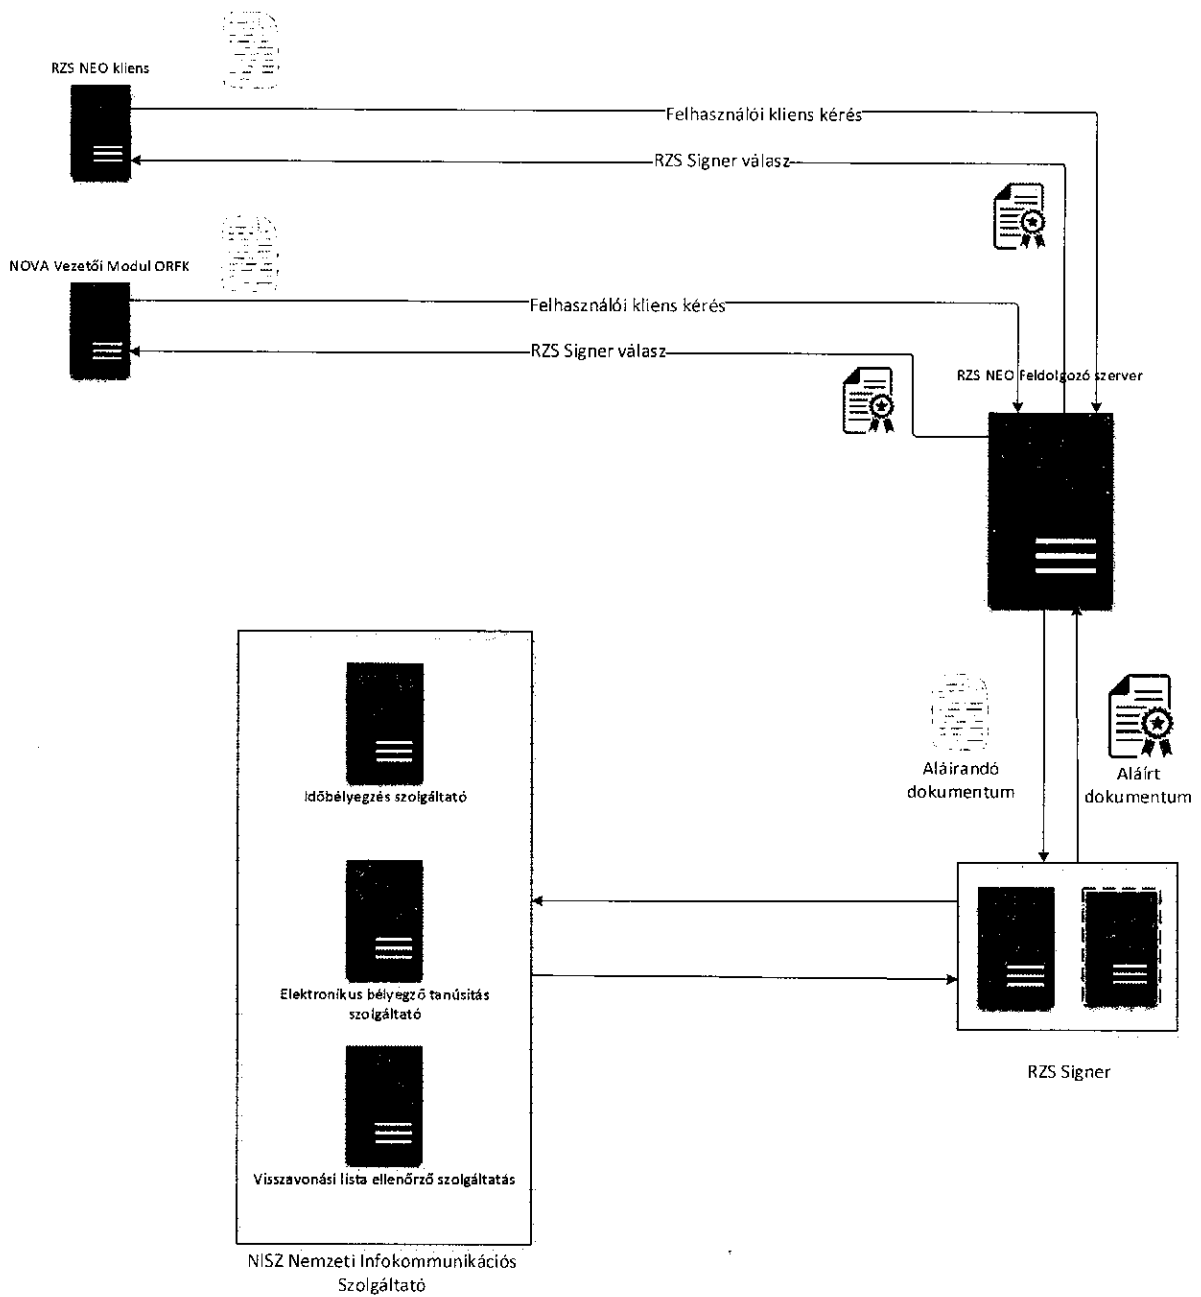 RZS NEO kliens
Felhasználói kliens kérés
RZS Signer válasz
NOVA Vezetői Modul ORFK
Felhasználói kliens kérés
RZS Signer válasz
RZS NEO Feldolgozó szerver
Időbélyegzés szolgáltató
Aláirandó
dokumentum
Aláírt
dokumentum
Elektronikus bélyegző tanúsitás
szolgáltató
RZS Signer
Visszavonási lista ellenőrző szolgáltatás
NISZ Nemzeti Infokommunikációs
Szolgáltató